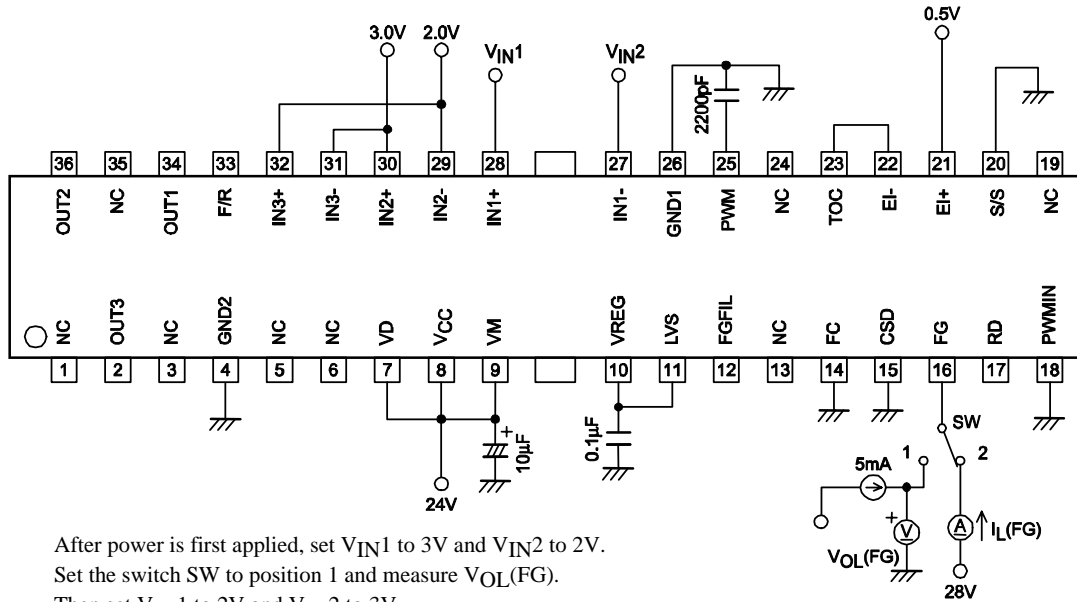 3.0V 2.0V VIN1 VIN2 0.5V
2200pF
36 35 34 33 32 31 30 29 28 27 26 25 24 23 22 21 20 19
OUT2 NC OUT1 F/R IN3+ IN3- IN2+ IN2- IN1+ IN1- GND1 PWM NC TOC EI- EI+ S/S NC
NC OUT3 NC GND2 NC NC VD VCC VM VREG LVS FGFIL NC FC CSD FG RD PWMIN
1 2 3 4 5 6 7 8 9 10 11 12 13 14 15 16 17 18
+ 10μF 0.1μF SW
1 2
24V 5mA
+ V A IL(FG)
VOL(FG)
28V
After power is first applied, set VIN1 to 3V and VIN2 to 2V.
Set the switch SW to position 1 and measure VOL(FG).